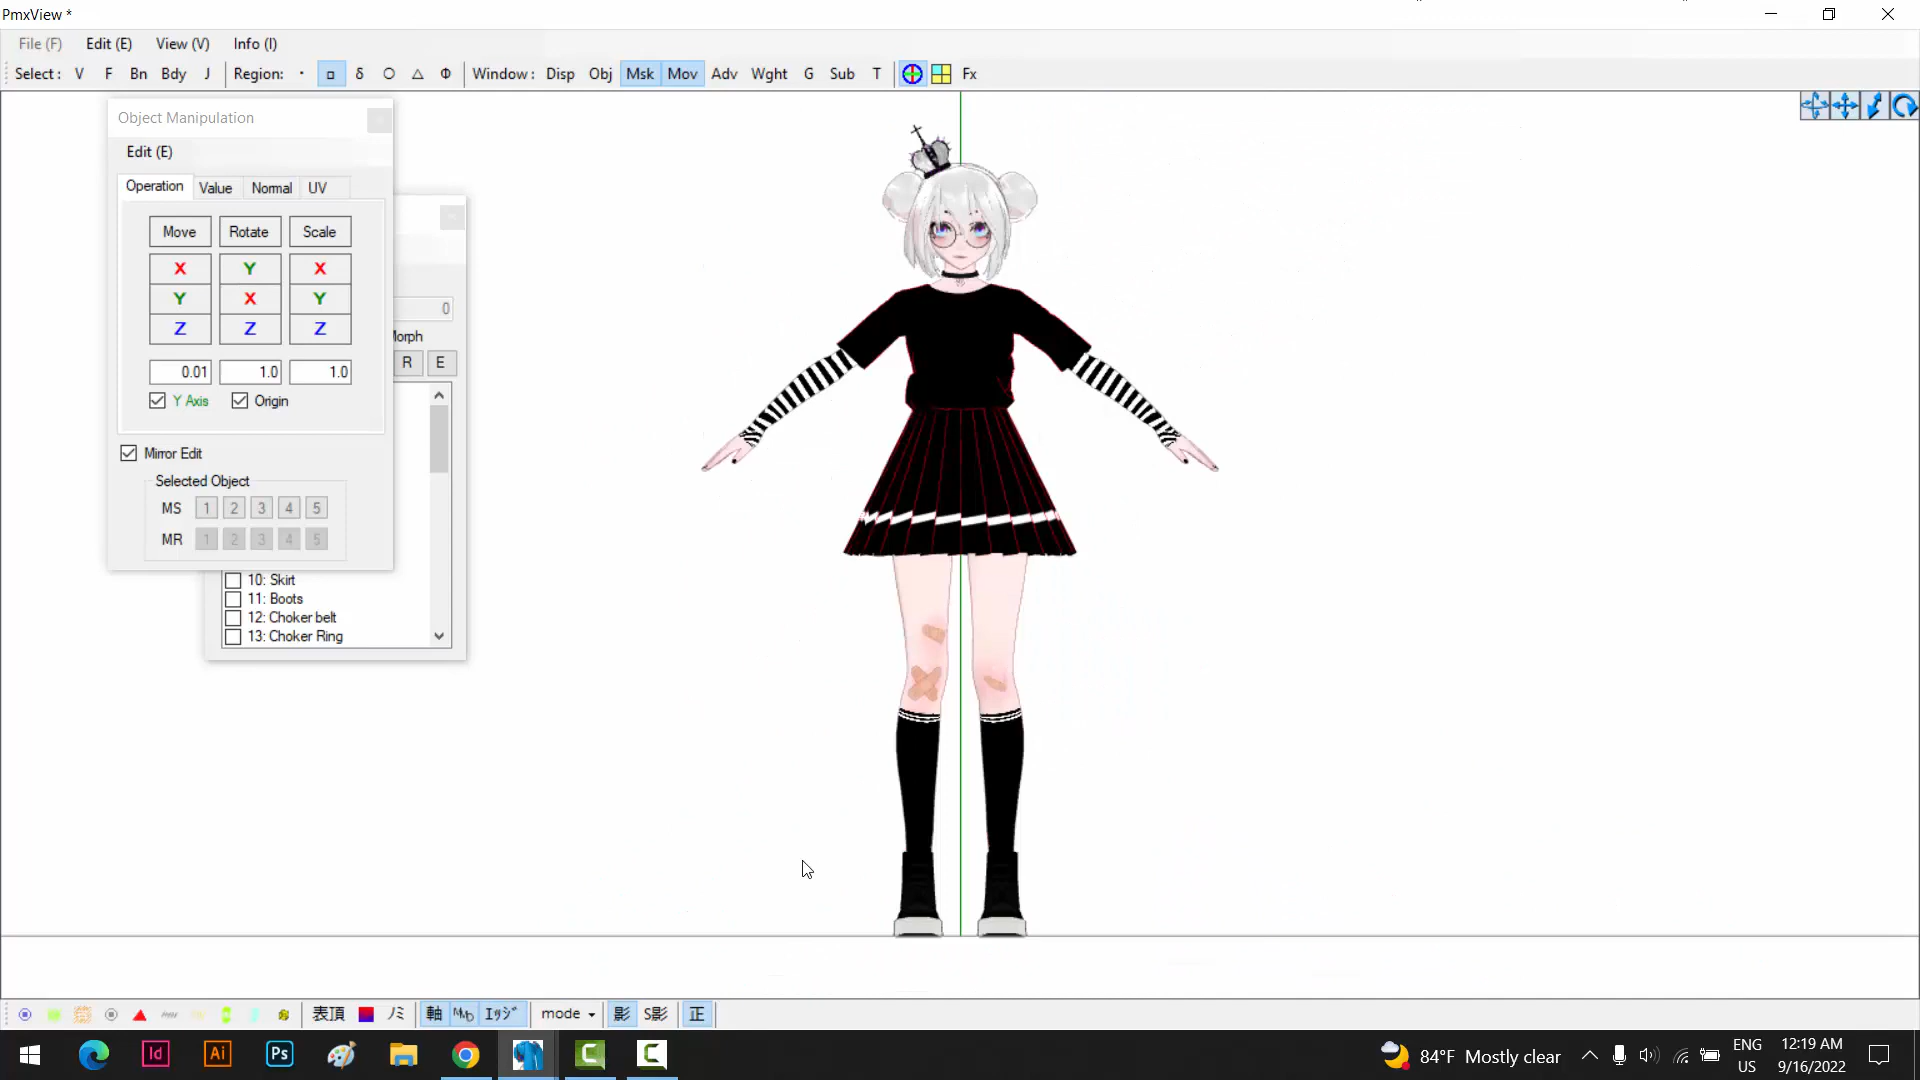 PmxView *
File (F) Edit (E) View (V) Info (I)
Select : V F Bn Bdy J Region: Window : Disp Obj Msk Mov Adv Wght G Sub T Fx
Object Manipulation
Edit (E)
Operation Value Normal UV
Move Rotate Scale
X Y X
Y X Y
Z Z Z
0
Morph
R E
0.01 1.0 1.0
Y Axis Origin
Mirror Edit
Selected Object
MS 1 2 3 4 5
MR 1 2 3 4 5
10: Skirt
11: Boots
12: Choker belt
13: Choker Ring
表頂 軸 ｴｯｼﾞ mode 影 S影 正
Id Ai Ps 84°F Mostly clear ENG 12:19 AM
US 9/16/2022